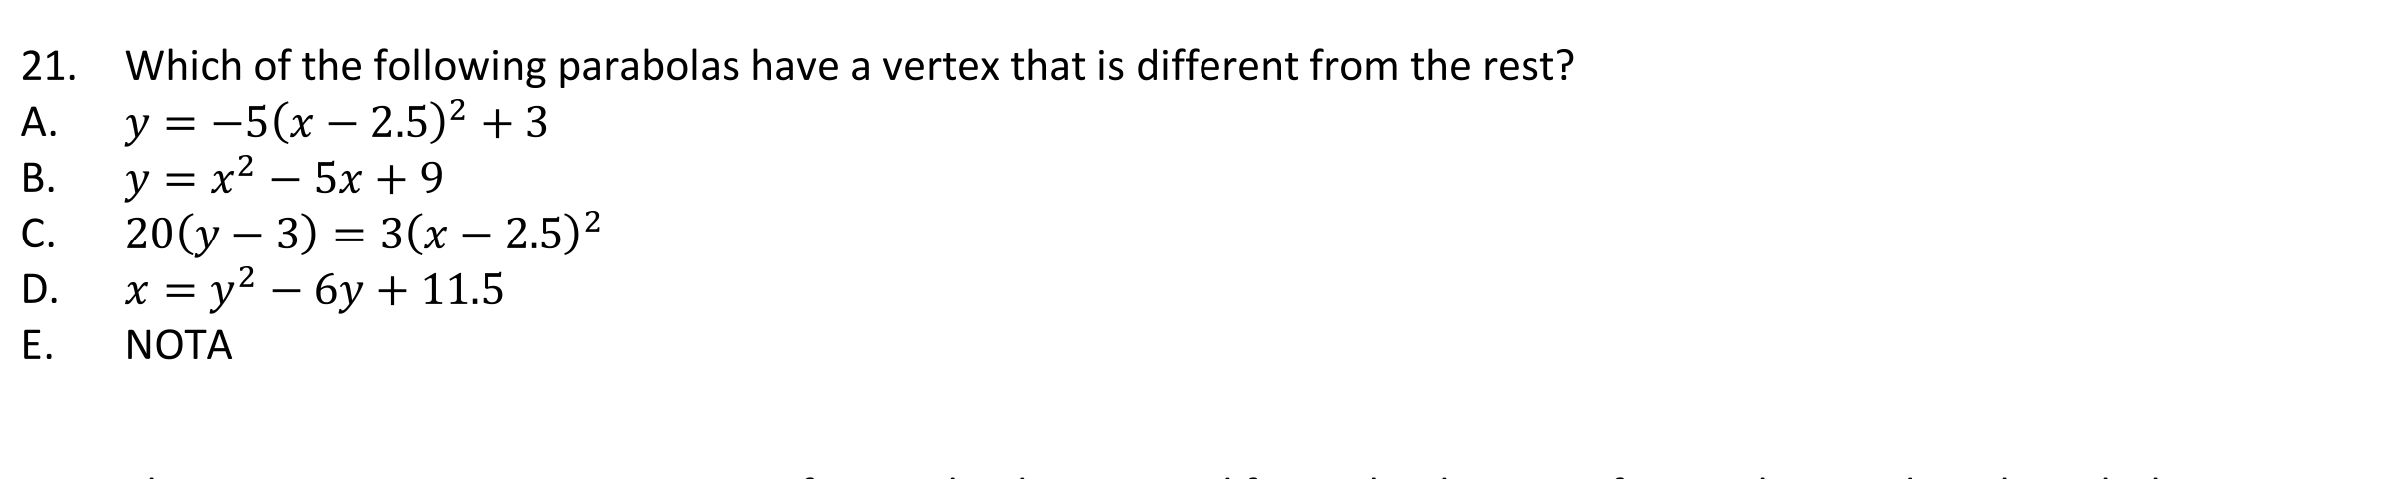 21. Which of the following parabolas have a vertex that is different from the rest?
A. y = −5(x − 2.5)² + 3
B. y = x² − 5x + 9
C. 20(y − 3) = 3(x − 2.5)²
D. x = y² − 6y + 11.5
E. NOTA